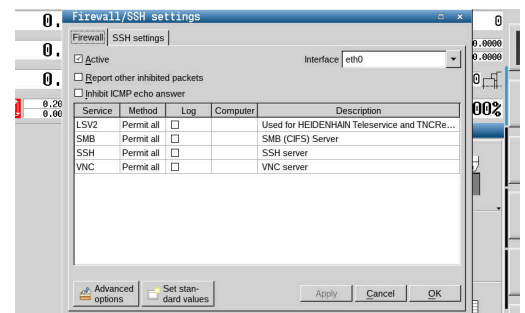 Firewall/SSH settings
Firewall SSH settings
Active
Interface eth0
Report other inhibited packets
Inhibit ICMP echo answer
Service Method Log Computer Description
LSV2 Permit all Used for HEIDENHAIN Teleservice and TNCRe...
SMB Permit all SMB (CIFS) Server
SSH Permit all SSH server
VNC Permit all VNC server
Advanced options
Set stan-
dard values
Apply Cancel OK
0.
0.
0.
0.20
0.00
0
0.0000
0.0000
0
00%